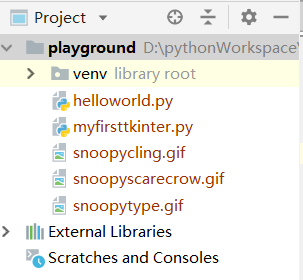 Project
playground D:\pythonWorkspace\
venv library root
helloworld.py
myfirsttkinter.py
snoopycling.gif
snoopyscarecrow.gif
snoopytype.gif
External Libraries
Scratches and Consoles